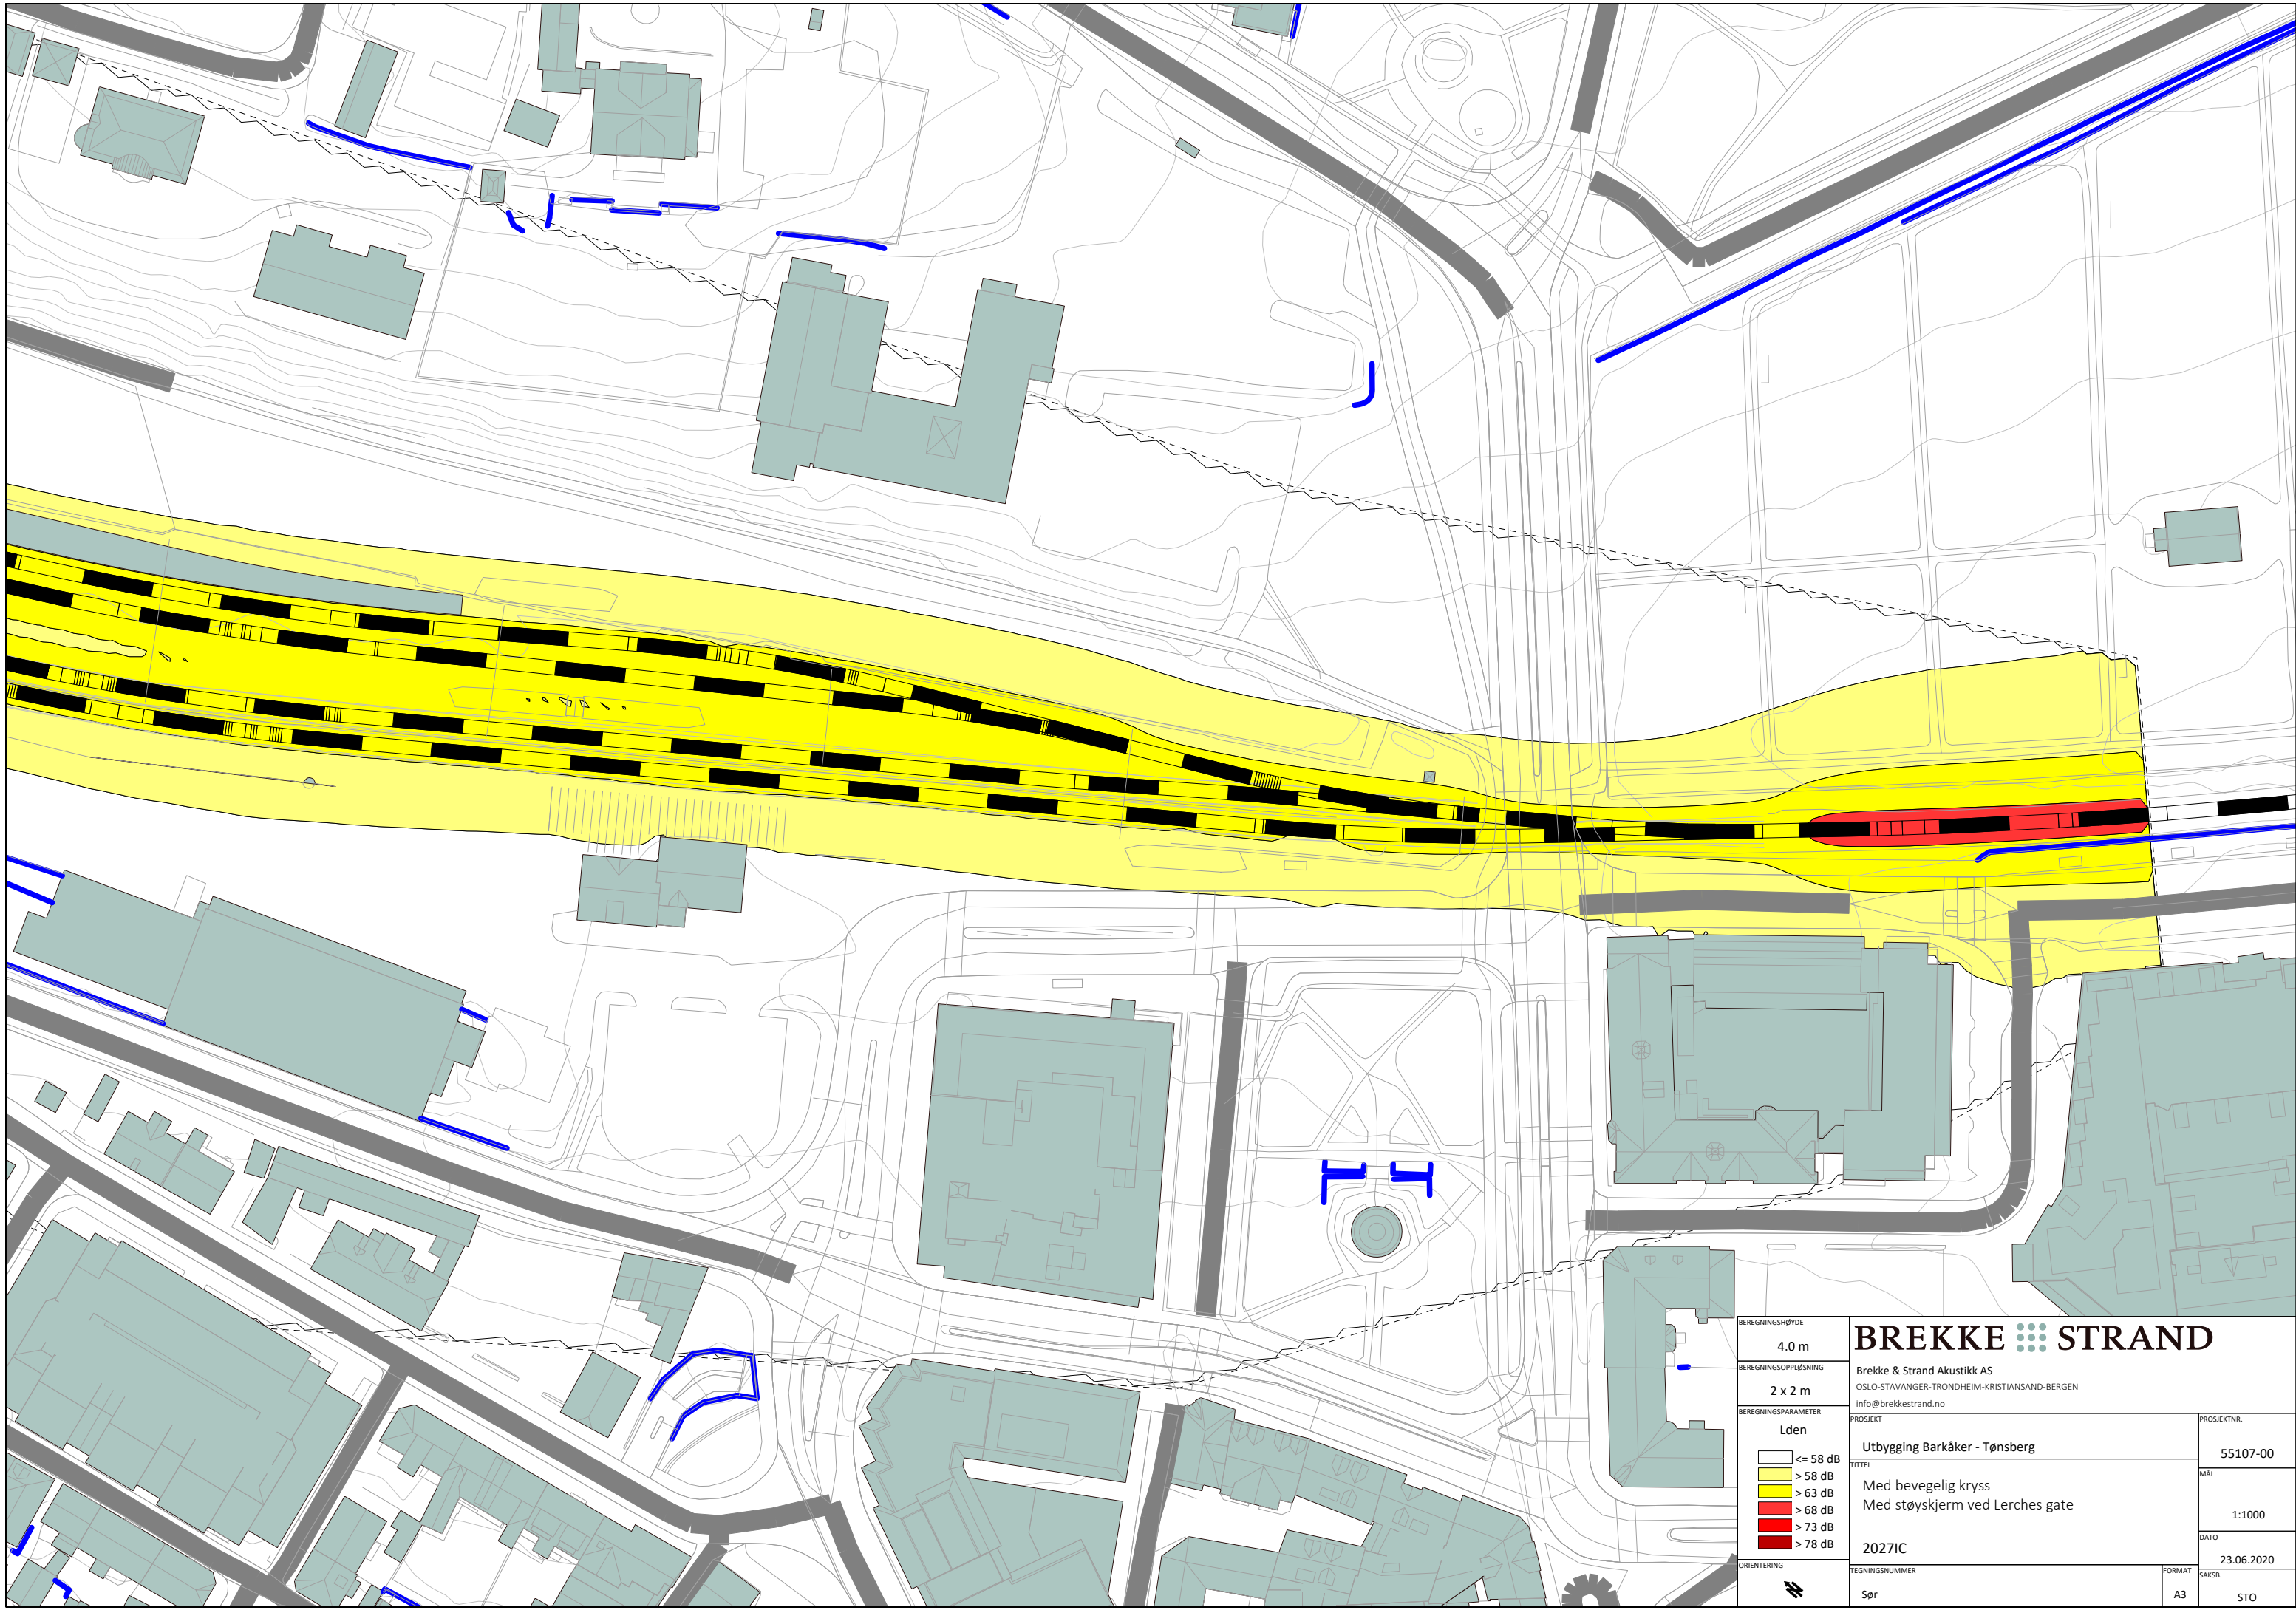 BEREGNINGSHØYDE
4.0 m
BEREGNINGSOPPLØSNING
2 x 2 m
BEREGNINGSPARAMETER
Lden
<= 58 dB
> 58 dB
> 63 dB
> 68 dB
> 73 dB
> 78 dB
ORIENTERING
BREKKE STRAND
Brekke & Strand Akustikk AS
OSLO-STAVANGER-TRONDHEIM-KRISTIANSAND-BERGEN
info@brekkestrand.no
PROSJEKT
Utbygging Barkåker - Tønsberg
PROSJEKTNR.
55107-00
TITTEL
Med bevegelig kryss
Med støyskjerm ved Lerches gate
2027IC
MÅL
1:1000
DATO
23.06.2020
TEGNINGSNUMMER
Sør
FORMAT
A3
SAKSB.
STO